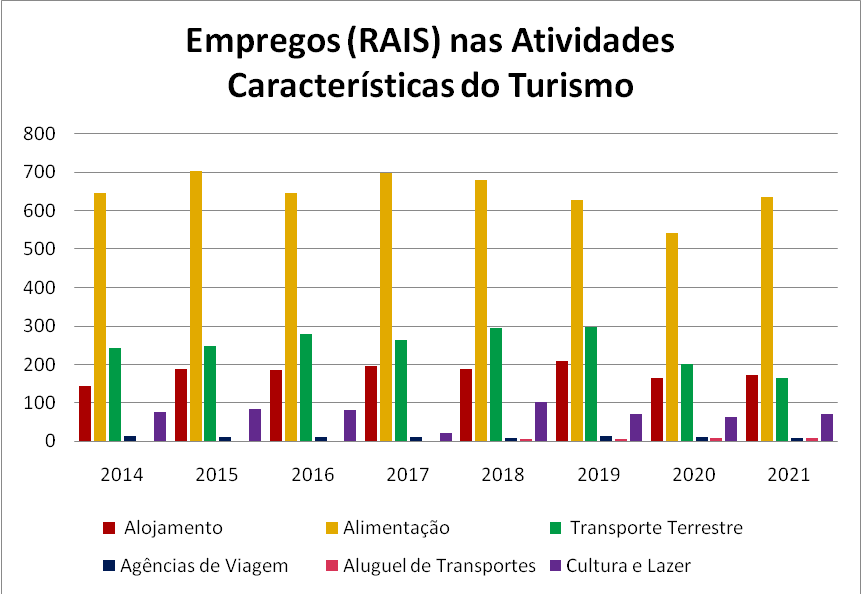 Empregos (RAIS) nas Atividades
Características do Turismo
800
700
600
500
400
300
200
100
0
2014 2015 2016 2017 2018 2019 2020 2021
Alojamento Alimentação Transporte Terrestre
Agências de Viagem Aluguel de Transportes Cultura e Lazer